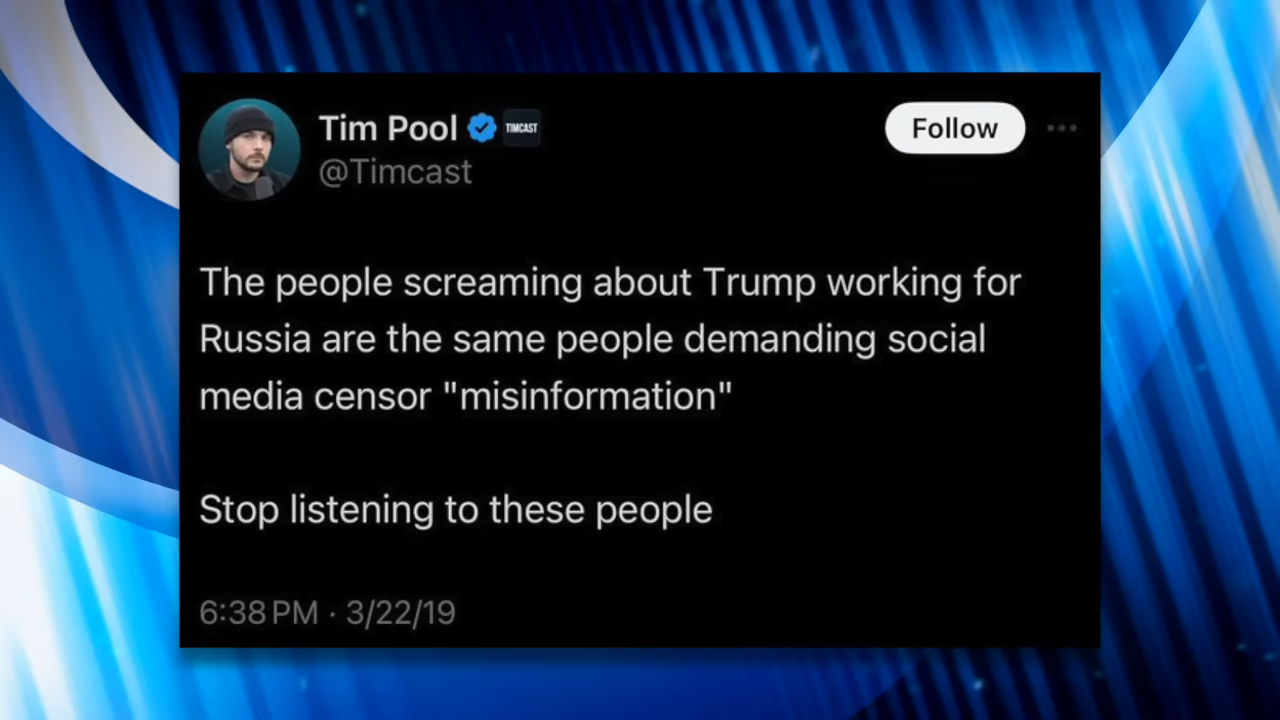 Tim Pool TIMCAST
Follow
@Timcast
The people screaming about Trump working for
Russia are the same people demanding social
media censor "misinformation"
Stop listening to these people
6:38 PM · 3/22/19